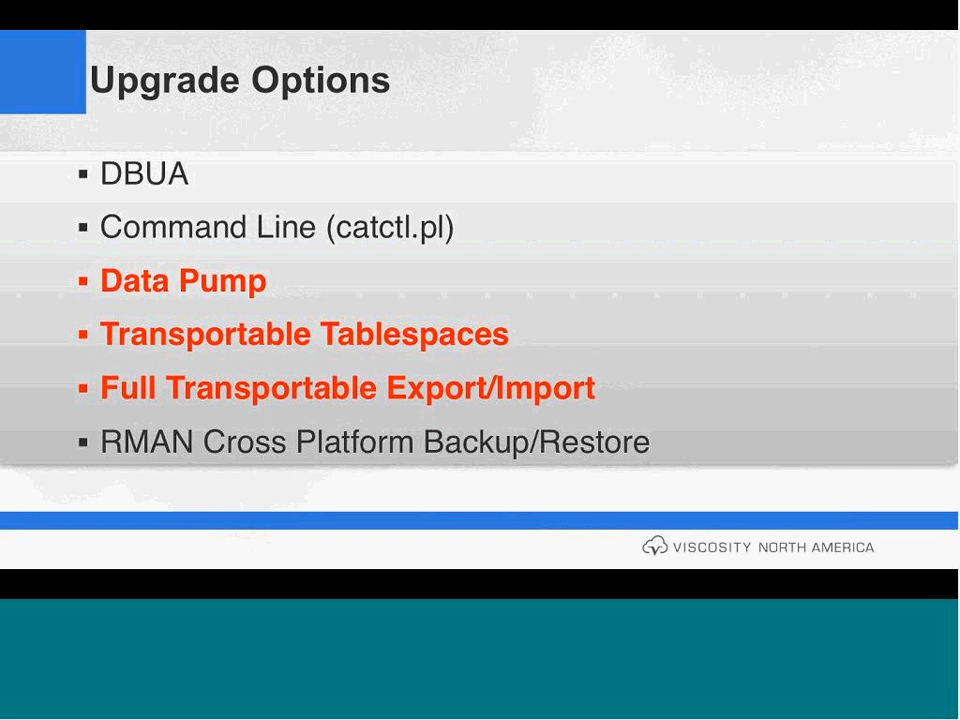 Upgrade Options
▪ DBUA
▪ Command Line (catctl.pl)
▪ Data Pump
▪ Transportable Tablespaces
▪ Full Transportable Export/Import
▪ RMAN Cross Platform Backup/Restore
VISCOSITY NORTH AMERICA